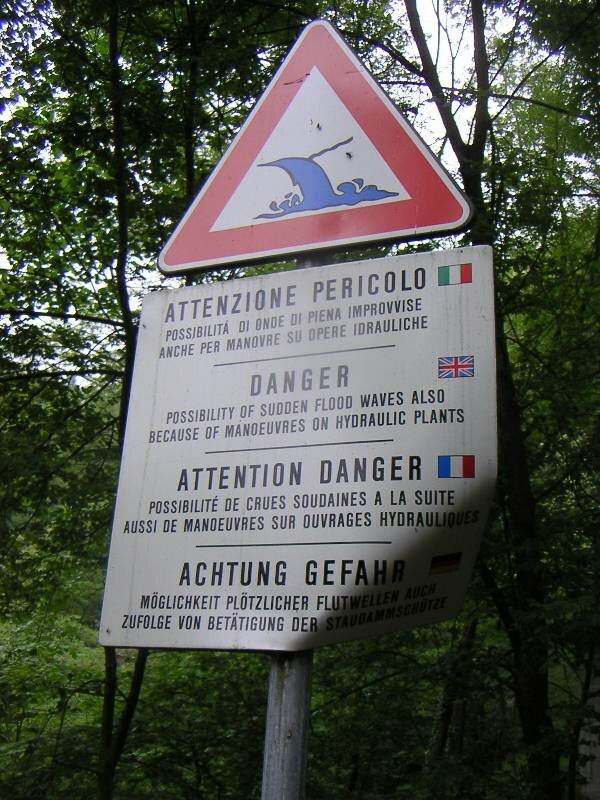 ATTENZIONE PERICOLO
POSSIBILITÀ DI ONDE DI PIENA IMPROVVISE
ANCHE PER MANOVRE SU OPERE IDRAULICHE
DANGER
POSSIBILITY OF SUDDEN FLOOD WAVES ALSO
BECAUSE OF MANOEUVRES ON HYDRAULIC PLANTS
ATTENTION DANGER
POSSIBILITÉ DE CRUES SOUDAINES A LA SUITE
AUSSI DE MANOEUVRES SUR OUVRAGES HYDRAULIQUES
ACHTUNG GEFAHR
MÖGLICHKEIT PLÖTZLICHER FLUTWELLEN AUCH
ZUFOLGE VON BETÄTIGUNG DER STAUDAMMSCHÜTZE